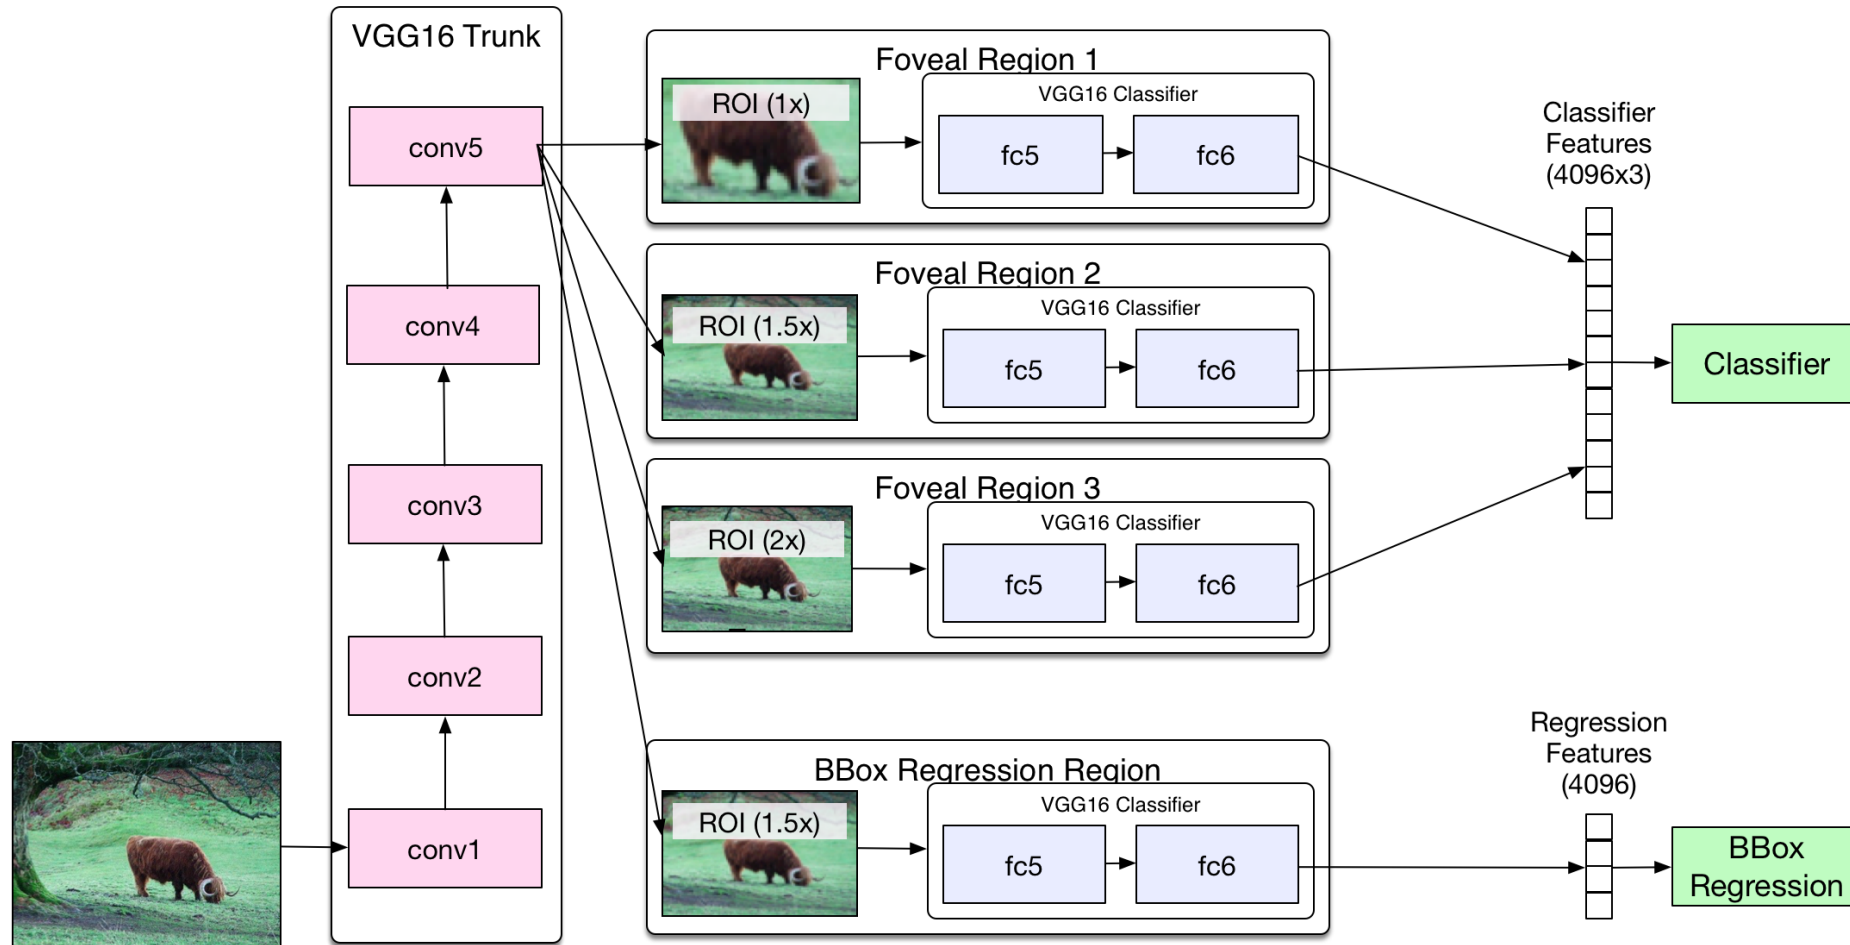 VGG16 Trunk
conv5
conv4
conv3
conv2
conv1
Foveal Region 1
ROI (1x)
VGG16 Classifier
fc5
fc6
Foveal Region 2
ROI (1.5x)
VGG16 Classifier
fc5
fc6
Foveal Region 3
ROI (2x)
VGG16 Classifier
fc5
fc6
BBox Regression Region
ROI (1.5x)
VGG16 Classifier
fc5
fc6
Classifier
Features
(4096x3)
Classifier
Regression
Features
(4096)
BBox
Regression